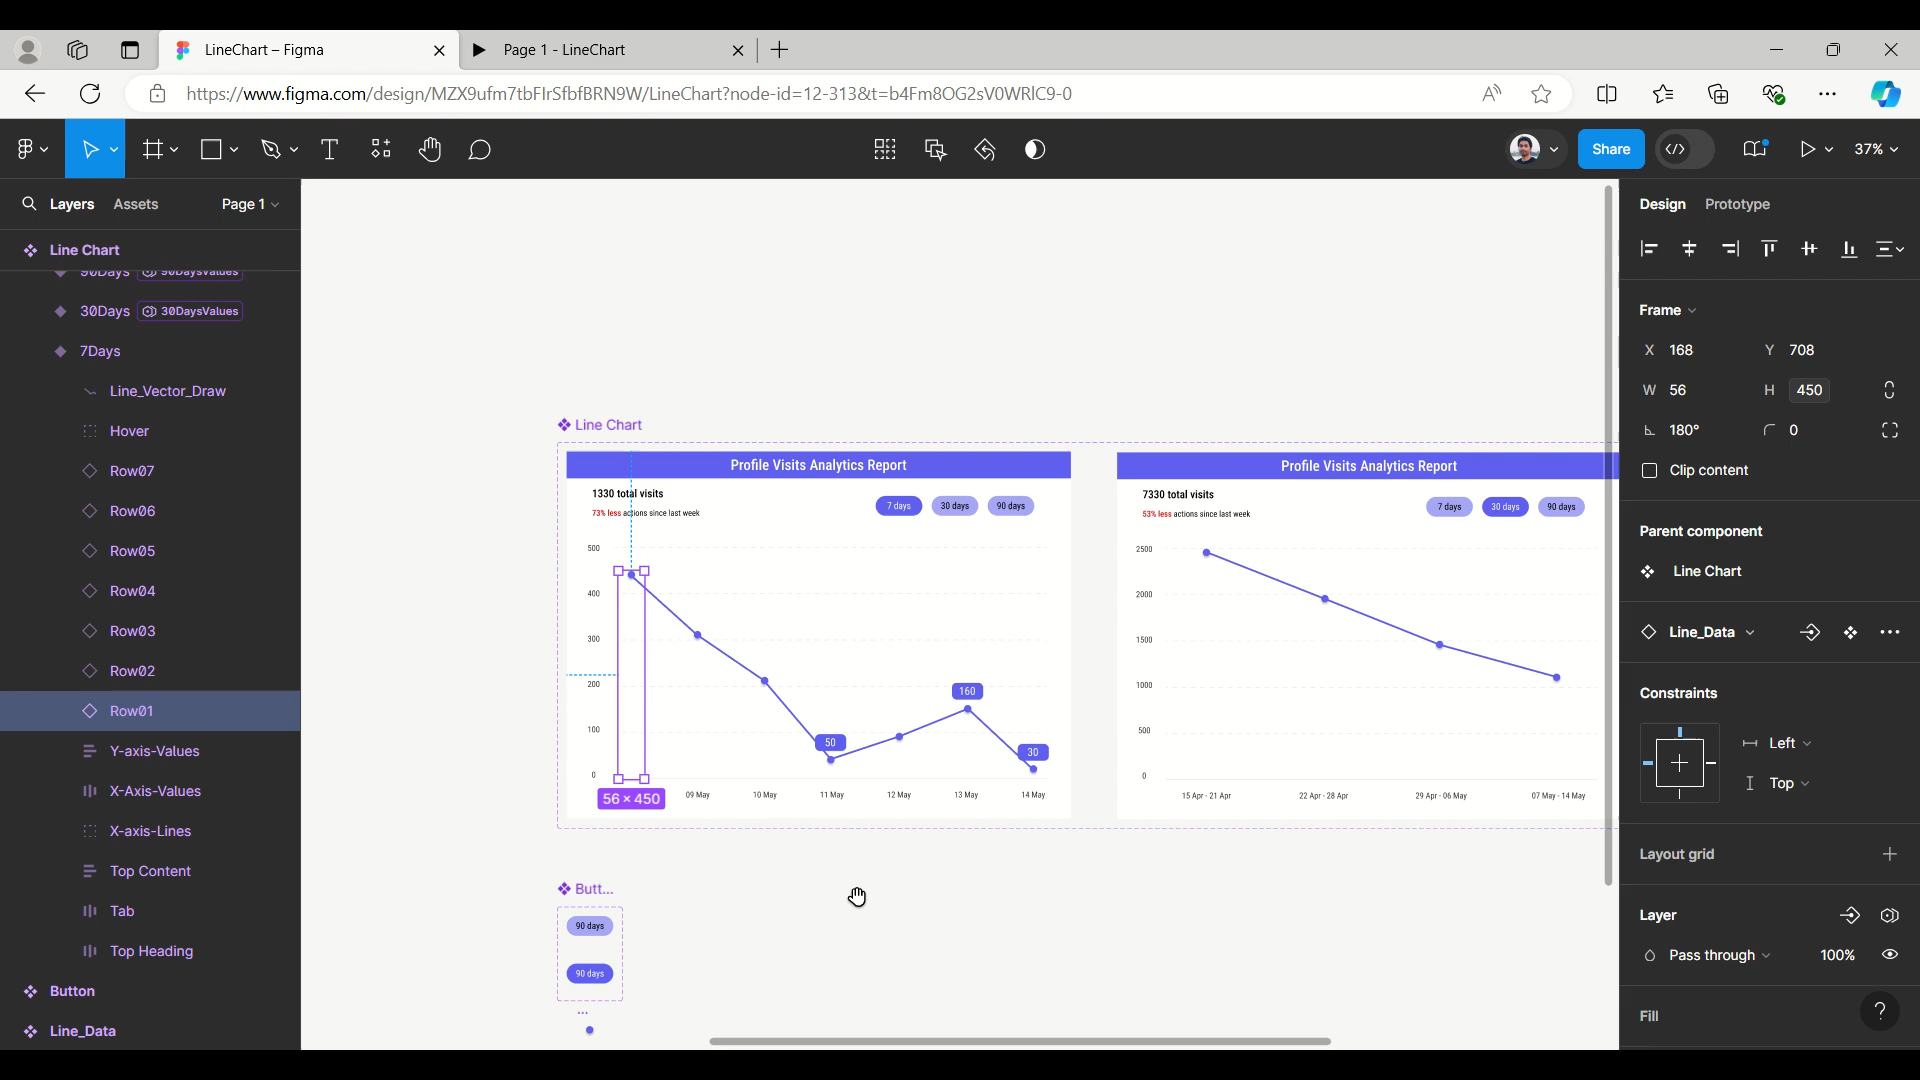 LineChart – Figma
Page 1 - LineChart
https://www.figma.com/design/MZX9ufm7tbFIrSfbfBRN9W/LineChart?node-id=12-313&t=b4Fm8OG2sV0WRlC9-0
Share
37%
Layers
Assets
Page 1
Line Chart
90Days 90DaysValues
30Days 30DaysValues
7Days
Line_Vector_Draw
Hover
Row07
Row06
Row05
Row04
Row03
Row02
Row01
Y-axis-Values
X-Axis-Values
X-axis-Lines
Top Content
Tab
Top Heading
Button
Line_Data
Line Chart
Profile Visits Analytics Report
1330 total visits
73% less actions since last week
7 days
30 days
90 days
500
400
300
200
100
0
50
160
30
56 × 450
09 May
10 May
11 May
12 May
13 May
14 May
Profile Visits Analytics Report
7330 total visits
53% less actions since last week
7 days
30 days
90 days
2500
2000
1500
1000
500
0
15 Apr - 21 Apr
22 Apr - 28 Apr
29 Apr - 06 May
07 May - 14 May
Butt...
90 days
90 days
...
Design
Prototype
Frame
X 168
Y 708
W 56
H 450
180°
0
Clip content
Parent component
Line Chart
Line_Data
Constraints
Left
Top
Layout grid
Layer
Pass through
100%
Fill
?